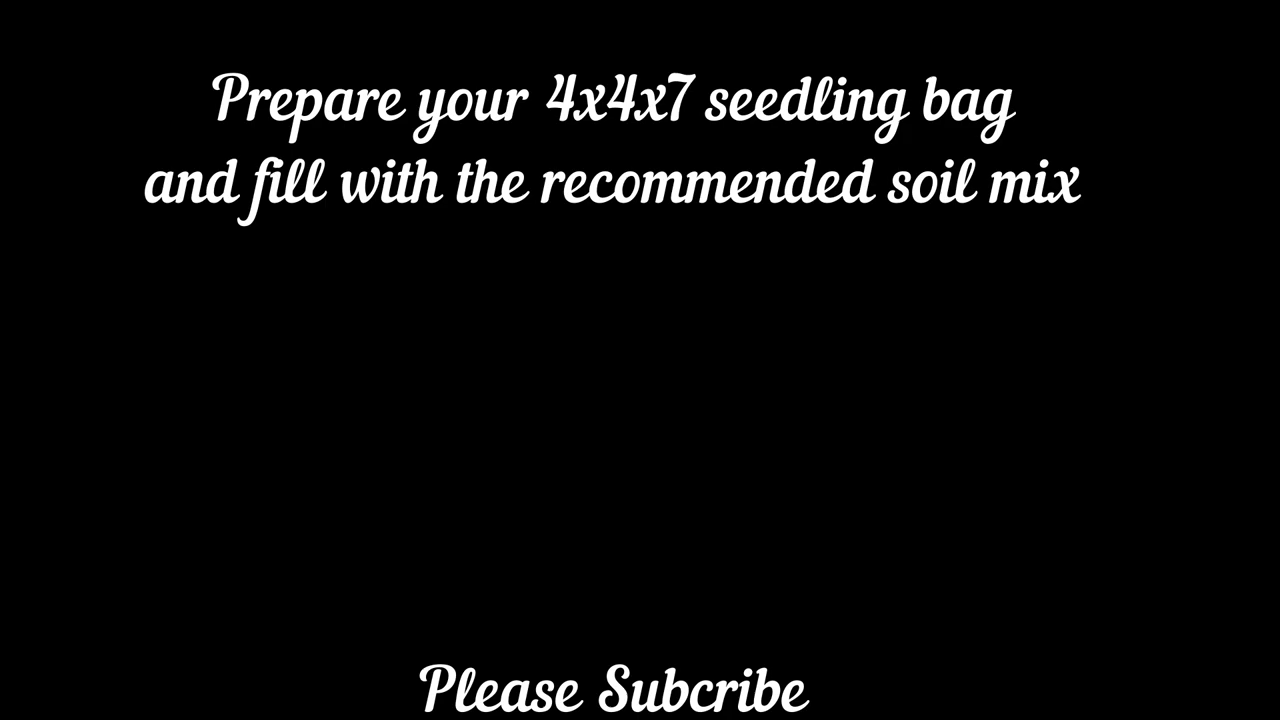 Prepare your 4x4x7 seedling bag
and fill with the recommended soil mix
Please Subcribe